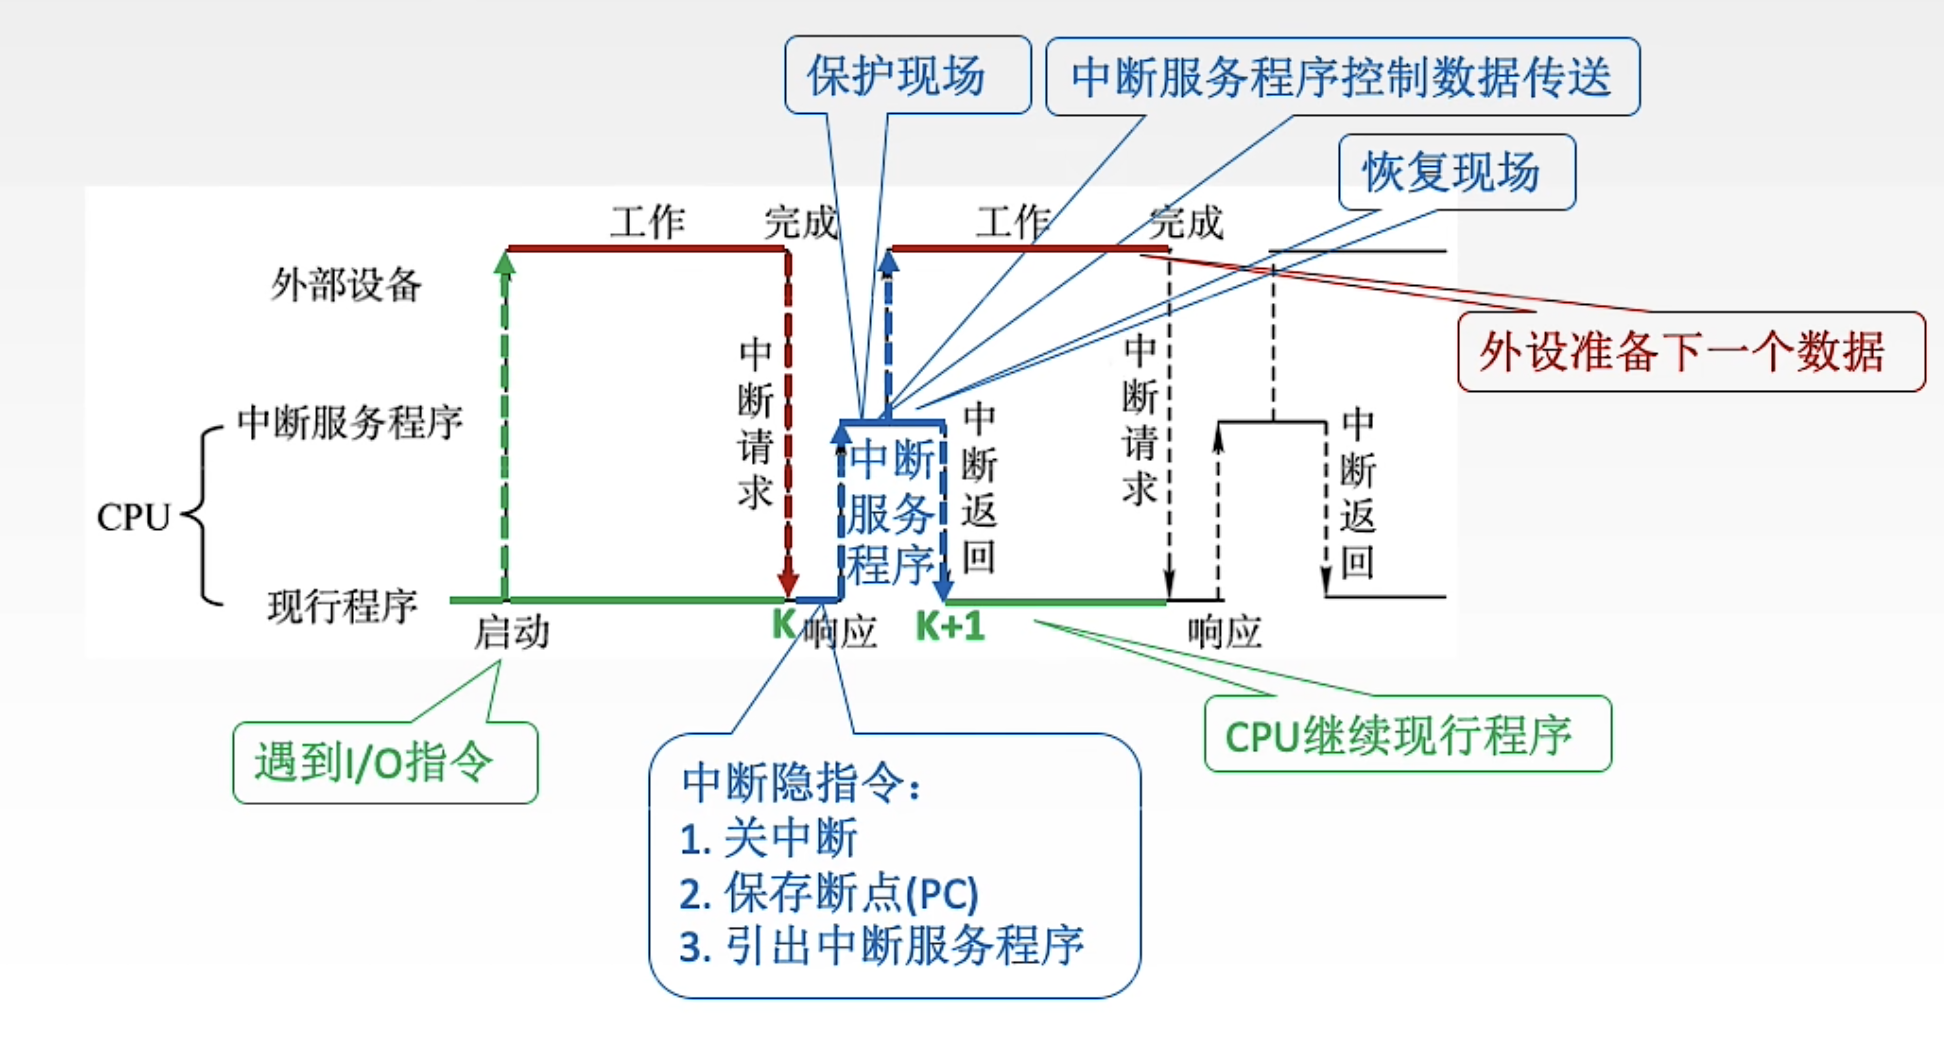 保护现场
中断服务程序控制数据传送
恢复现场
工作
完成
工作
完成
外部设备
外设准备下一个数据
中断请求
中断请求
中断服务程序
中断服务程序
中断返回
中断返回
CPU
现行程序
启动
K
响应
K+1
响应
遇到I/O指令
CPU继续现行程序
中断隐指令：
1. 关中断
2. 保存断点(PC)
3. 引出中断服务程序